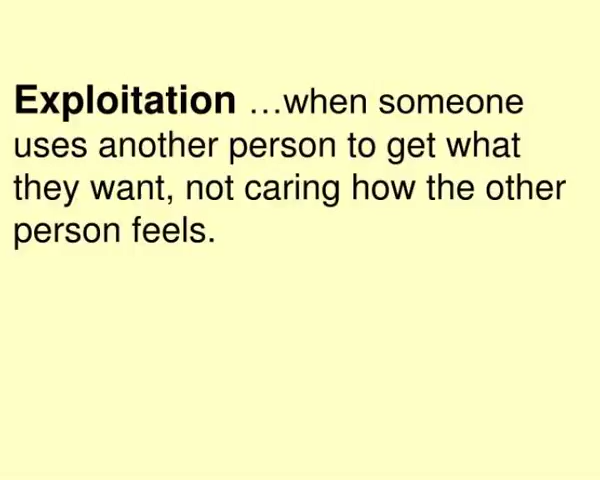 Exploitation …when someone
uses another person to get what
they want, not caring how the other
person feels.